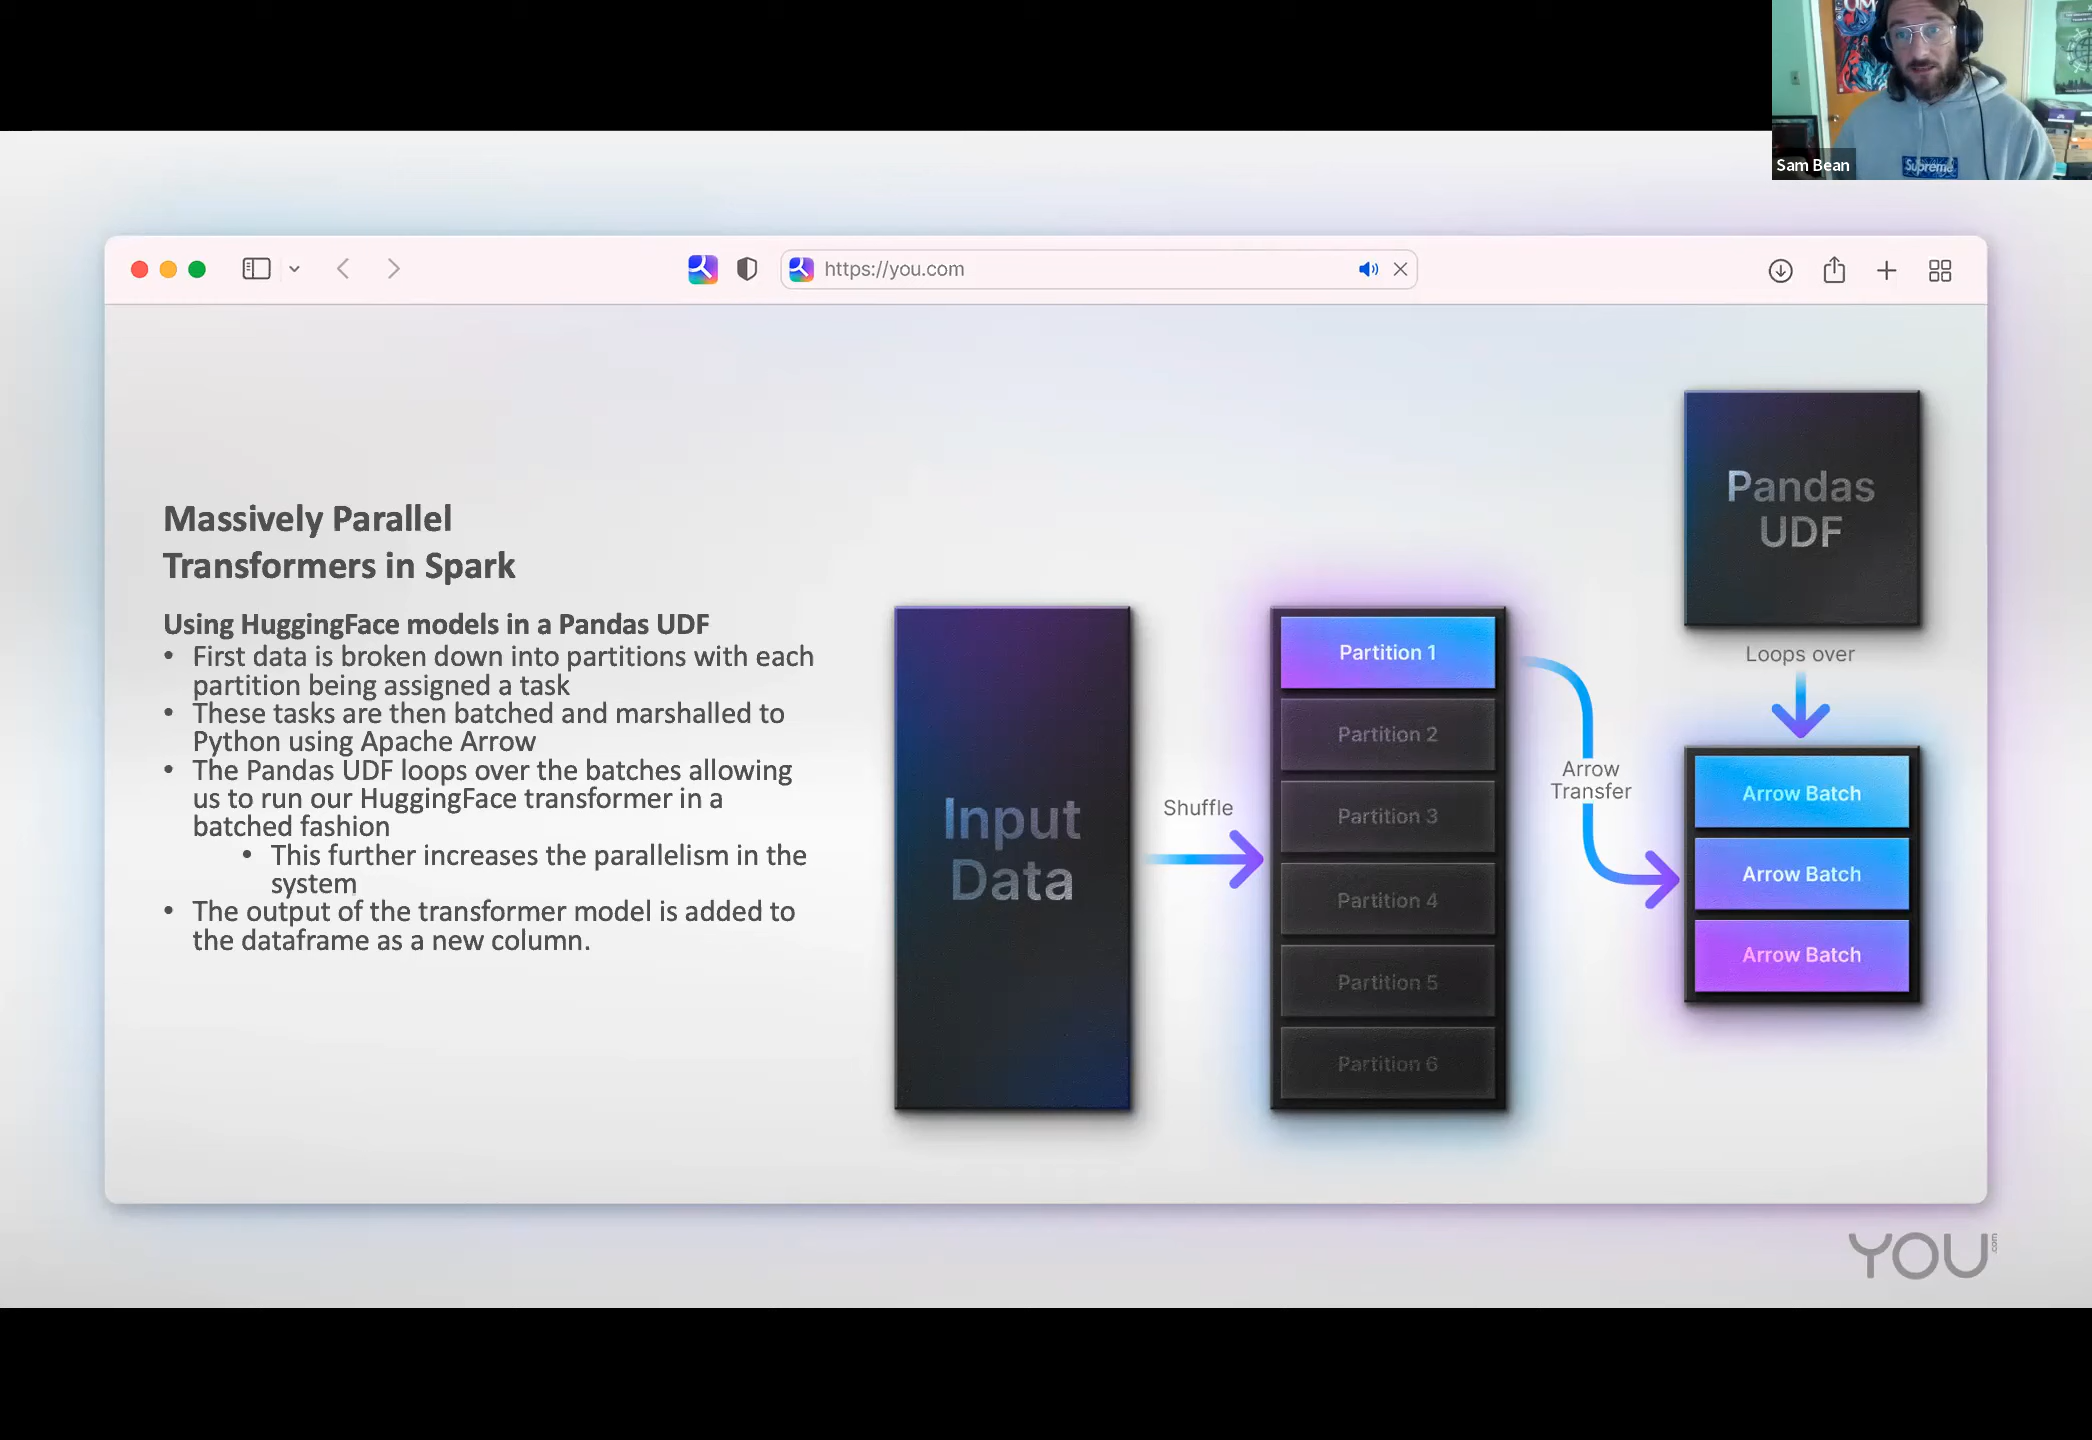 Sam Bean
Supreme
https://you.com
Massively Parallel
Transformers in Spark
Using HuggingFace models in a Pandas UDF
• First data is broken down into partitions with each
partition being assigned a task
• These tasks are then batched and marshalled to
Python using Apache Arrow
• The Pandas UDF loops over the batches allowing
us to run our HuggingFace transformer in a
batched fashion
• This further increases the parallelism in the
system
• The output of the transformer model is added to
the dataframe as a new column.
Input
Data
Shuffle
Partition 1
Partition 2
Partition 3
Partition 4
Partition 5
Partition 6
Arrow
Transfer
Pandas
UDF
Loops over
Arrow Batch
Arrow Batch
Arrow Batch
YOU.com